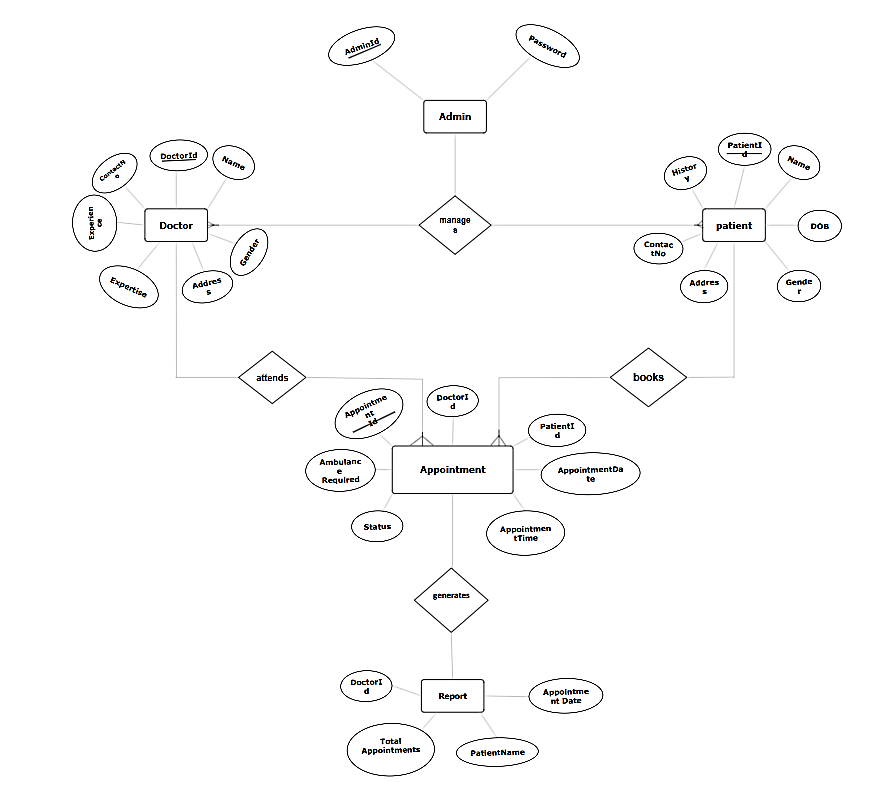 AdminId
Password
Admin
ContactN
o
DoctorId
Name
Experien
ce
Doctor
Gender
Expertise
Addres
s
manage
s
Histor
y
PatientI
d
Name
patient
DOB
Contac
tNo
Addres
s
Gende
r
attends
books
Appointme
nt
Id
DoctorI
d
PatientI
d
Ambulanc
e
Required
Appointment
AppointmentDa
te
Status
Appointmen
tTime
generates
DoctorI
d
Report
Appointme
nt Date
Total
Appointments
PatientName